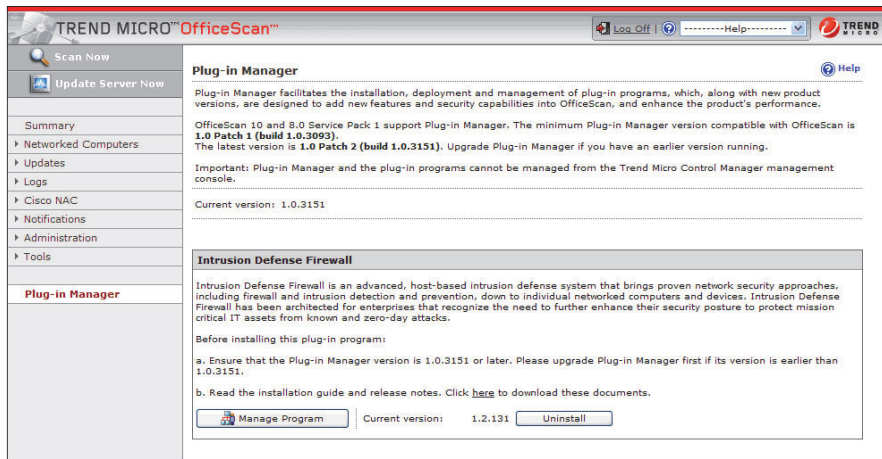 TREND MICRO™ OfficeScan™
Log Off | ---------Help---------
TREND MICRO
Scan Now
Update Server Now
Summary
Networked Computers
Updates
Logs
Cisco NAC
Notifications
Administration
Tools
Plug-in Manager
Plug-in Manager
Help
Plug-in Manager facilitates the installation, deployment and management of plug-in programs, which, along with new product
versions, are designed to add new features and security capabilities into OfficeScan, and enhance the product's performance.
OfficeScan 10 and 8.0 Service Pack 1 support Plug-in Manager. The minimum Plug-in Manager version compatible with OfficeScan is
1.0 Patch 1 (build 1.0.3093).
The latest version is 1.0 Patch 2 (build 1.0.3151). Upgrade Plug-in Manager if you have an earlier version running.
Important: Plug-in Manager and the plug-in programs cannot be managed from the Trend Micro Control Manager management
console.
Current version: 1.0.3151
Intrusion Defense Firewall
Intrusion Defense Firewall is an advanced, host-based intrusion defense system that brings proven network security approaches,
including firewall and intrusion detection and prevention, down to individual networked computers and devices. Intrusion Defense
Firewall has been architected for enterprises that recognize the need to further enhance their security posture to protect mission
critical IT assets from known and zero-day attacks.
Before installing this plug-in program:
a. Ensure that the Plug-in Manager version is 1.0.3151 or later. Please upgrade Plug-in Manager first if its version is earlier than
1.0.3151.
b. Read the installation guide and release notes. Click here to download these documents.
Manage Program Current version: 1.2.131 Uninstall